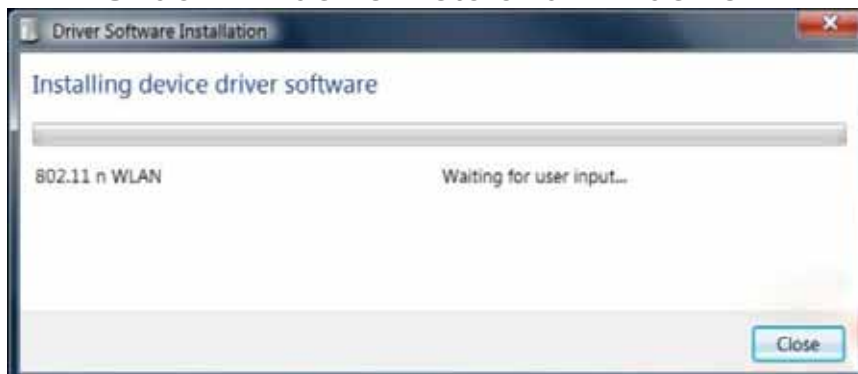 Driver Software Installation
Installing device driver software
802.11 n WLAN Waiting for user input...
Close